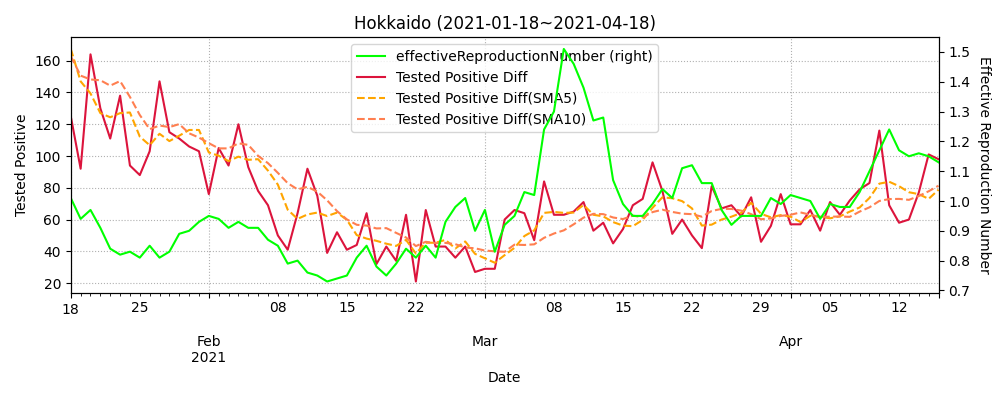 Hokkaido (2021-01-18~2021-04-18)
effectiveReproductionNumber (right)
Tested Positive Diff
Tested Positive Diff(SMA5)
Tested Positive Diff(SMA10)
Tested Positive
160
140
120
100
80
60
40
20
1.5
1.4
1.3
1.2
1.1
1.0
0.9
0.8
0.7
Effective Reproduction Number
18 25 08 15 22 08 15 22 29 05 12
Feb Mar Apr
2021
Date